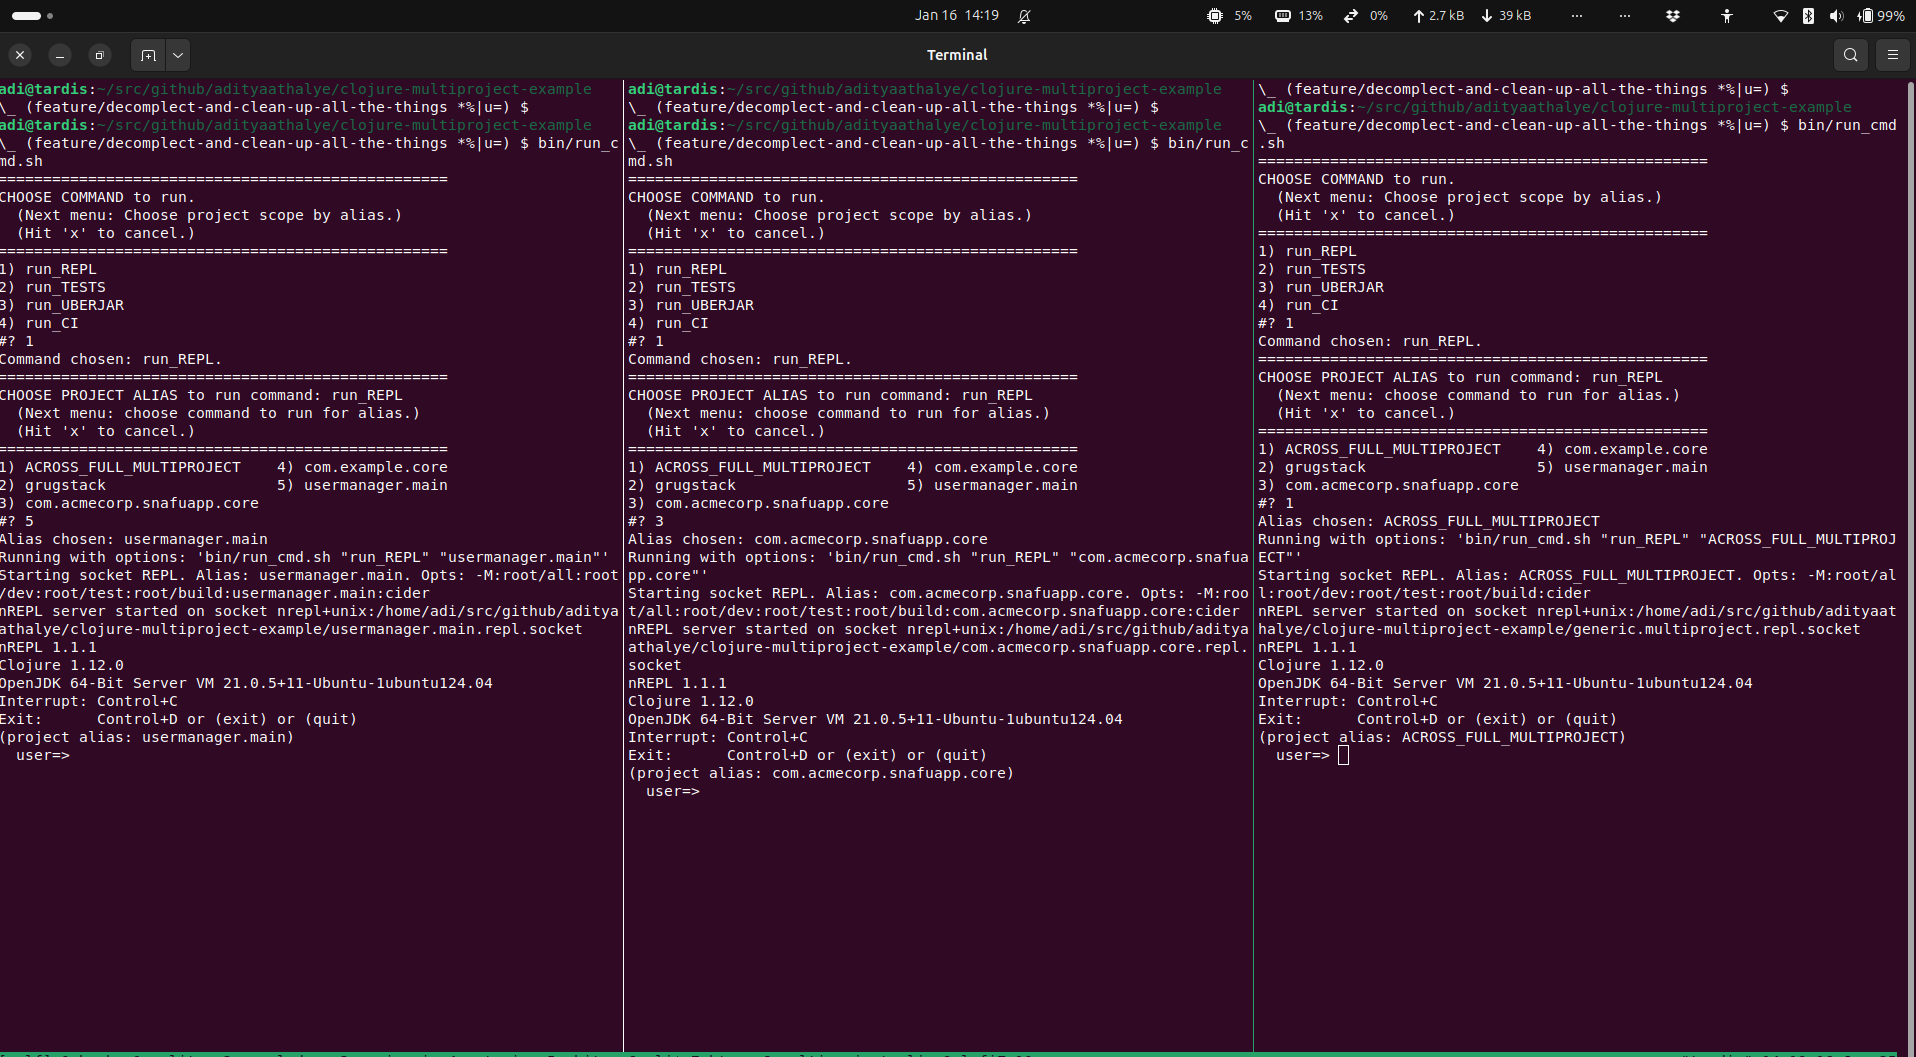 Jan 16 14:19
5% 13% 0% 2.7 kB 39 kB ... ... 99%
Terminal
adi@tardis:~/src/github/adityaathalye/clojure-multiproject-example
\_ (feature/decomplect-and-clean-up-all-the-things *%|u=) $
adi@tardis:~/src/github/adityaathalye/clojure-multiproject-example
\_ (feature/decomplect-and-clean-up-all-the-things *%|u=) $ bin/run_c
md.sh
==================================================
CHOOSE COMMAND to run.
(Next menu: Choose project scope by alias.)
(Hit 'x' to cancel.)
==================================================
1) run_REPL
2) run_TESTS
3) run_UBERJAR
4) run_CI
#? 1
Command chosen: run_REPL.
==================================================
CHOOSE PROJECT ALIAS to run command: run_REPL
(Next menu: choose command to run for alias.)
(Hit 'x' to cancel.)
==================================================
1) ACROSS_FULL_MULTIPROJECT    4) com.example.core
2) grugstack                   5) usermanager.main
3) com.acmecorp.snafuapp.core
#? 5
Alias chosen: usermanager.main
Running with options: 'bin/run_cmd.sh "run_REPL" "usermanager.main"'
Starting socket REPL. Alias: usermanager.main. Opts: -M:root/all:root
/dev:root/test:root/build:usermanager.main:cider
nREPL server started on socket nrepl+unix:/home/adi/src/github/aditya
athalye/clojure-multiproject-example/usermanager.main.repl.socket
nREPL 1.1.1
Clojure 1.12.0
OpenJDK 64-Bit Server VM 21.0.5+11-Ubuntu-1ubuntu124.04
Interrupt: Control+C
Exit:      Control+D or (exit) or (quit)
(project alias: usermanager.main)
user=>
adi@tardis:~/src/github/adityaathalye/clojure-multiproject-example
\_ (feature/decomplect-and-clean-up-all-the-things *%|u=) $
adi@tardis:~/src/github/adityaathalye/clojure-multiproject-example
\_ (feature/decomplect-and-clean-up-all-the-things *%|u=) $ bin/run_c
md.sh
==================================================
CHOOSE COMMAND to run.
(Next menu: Choose project scope by alias.)
(Hit 'x' to cancel.)
==================================================
1) run_REPL
2) run_TESTS
3) run_UBERJAR
4) run_CI
#? 1
Command chosen: run_REPL.
==================================================
CHOOSE PROJECT ALIAS to run command: run_REPL
(Next menu: choose command to run for alias.)
(Hit 'x' to cancel.)
==================================================
1) ACROSS_FULL_MULTIPROJECT    4) com.example.core
2) grugstack                   5) usermanager.main
3) com.acmecorp.snafuapp.core
#? 3
Alias chosen: com.acmecorp.snafuapp.core
Running with options: 'bin/run_cmd.sh "run_REPL" "com.acmecorp.snafua
pp.core"'
Starting socket REPL. Alias: com.acmecorp.snafuapp.core. Opts: -M:roo
t/all:root/dev:root/test:root/build:com.acmecorp.snafuapp.core:cider
nREPL server started on socket nrepl+unix:/home/adi/src/github/aditya
athalye/clojure-multiproject-example/com.acmecorp.snafuapp.core.repl.
socket
nREPL 1.1.1
Clojure 1.12.0
OpenJDK 64-Bit Server VM 21.0.5+11-Ubuntu-1ubuntu124.04
Interrupt: Control+C
Exit:      Control+D or (exit) or (quit)
(project alias: com.acmecorp.snafuapp.core)
user=>
\_ (feature/decomplect-and-clean-up-all-the-things *%|u=) $
adi@tardis:~/src/github/adityaathalye/clojure-multiproject-example
\_ (feature/decomplect-and-clean-up-all-the-things *%|u=) $ bin/run_cmd
.sh
==================================================
CHOOSE COMMAND to run.
(Next menu: Choose project scope by alias.)
(Hit 'x' to cancel.)
==================================================
1) run_REPL
2) run_TESTS
3) run_UBERJAR
4) run_CI
#? 1
Command chosen: run_REPL.
==================================================
CHOOSE PROJECT ALIAS to run command: run_REPL
(Next menu: choose command to run for alias.)
(Hit 'x' to cancel.)
==================================================
1) ACROSS_FULL_MULTIPROJECT    4) com.example.core
2) grugstack                   5) usermanager.main
3) com.acmecorp.snafuapp.core
#? 1
Alias chosen: ACROSS_FULL_MULTIPROJECT
Running with options: 'bin/run_cmd.sh "run_REPL" "ACROSS_FULL_MULTIPROJ
ECT"'
Starting socket REPL. Alias: ACROSS_FULL_MULTIPROJECT. Opts: -M:root/al
l:root/dev:root/test:root/build:cider
nREPL server started on socket nrepl+unix:/home/adi/src/github/adityaat
halye/clojure-multiproject-example/generic.multiproject.repl.socket
nREPL 1.1.1
Clojure 1.12.0
OpenJDK 64-Bit Server VM 21.0.5+11-Ubuntu-1ubuntu124.04
Interrupt: Control+C
Exit:      Control+D or (exit) or (quit)
(project alias: ACROSS_FULL_MULTIPROJECT)
user=>